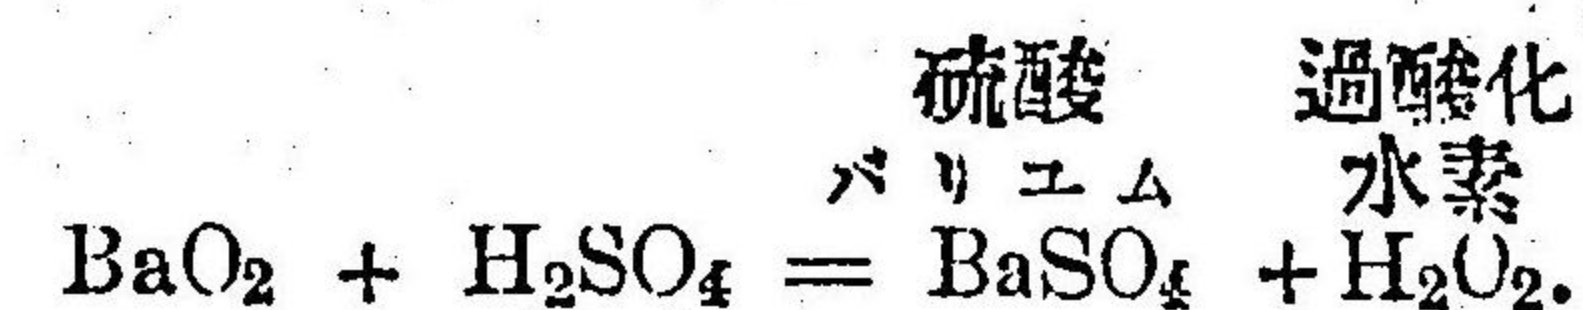 硫酸 過酸化
バリエム 水素
BaO₂ + H₂SO₄ = BaSO₄ + H₂O₂.